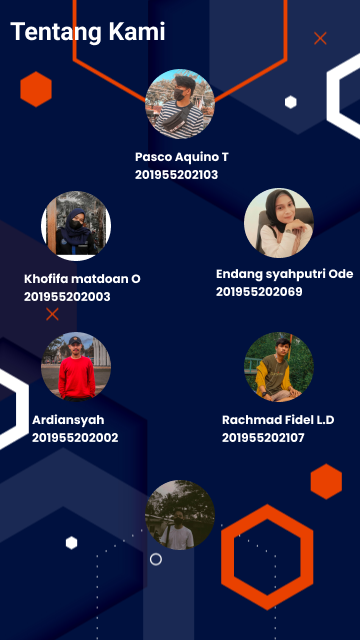 Tentang Kami
Pasco Aquino T
201955202103
Khofifa matdoan O
201955202003
Endang syahputri Ode
201955202069
Ardiansyah
201955202002
Rachmad Fidel L.D
201955202107